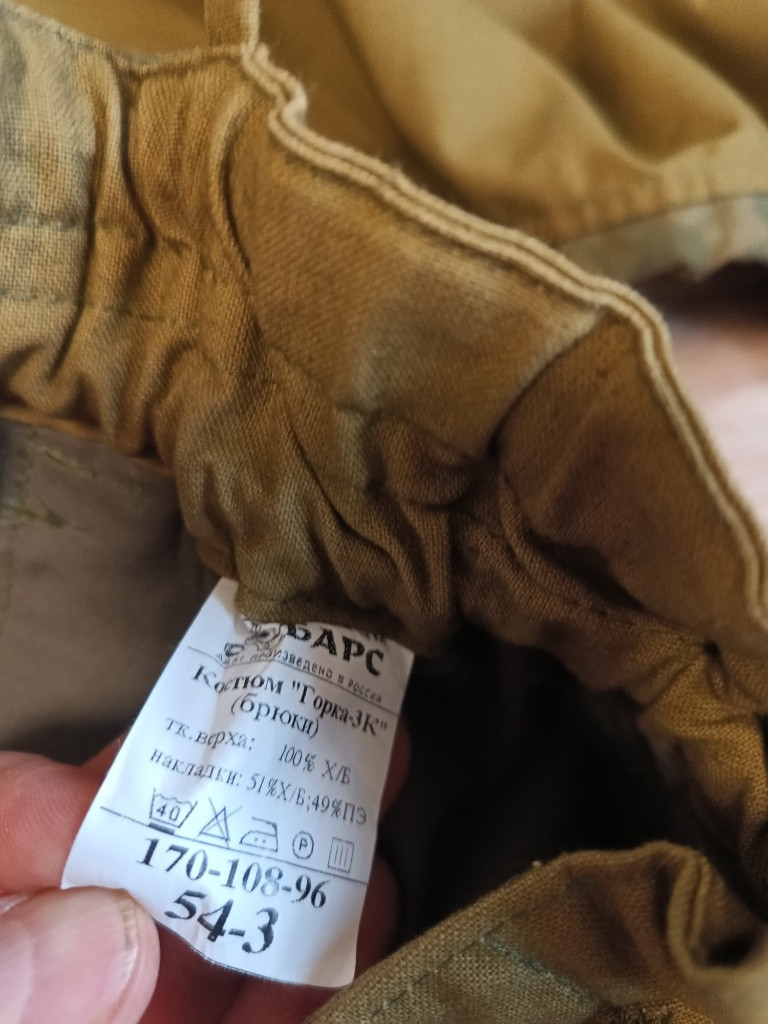 БАРС
ПРОИЗВЕДЕНО В РОССИИ
Костюм "Горка-3К"
(брюки)
тк.верха: 100% Х/Б
накладки: 51%Х/Б;49%ПЭ
40 P
170-108-96
54-3